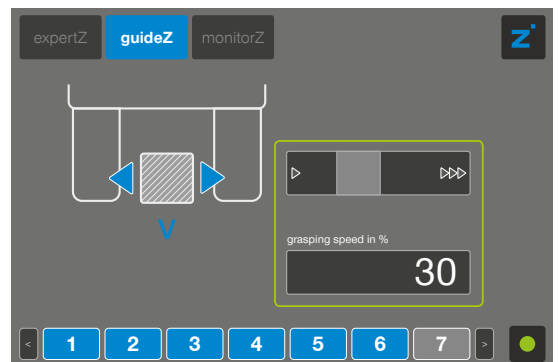 expertZ guideZ monitorZ z
V
grasping speed in %
30
< 1 2 3 4 5 6 7 >